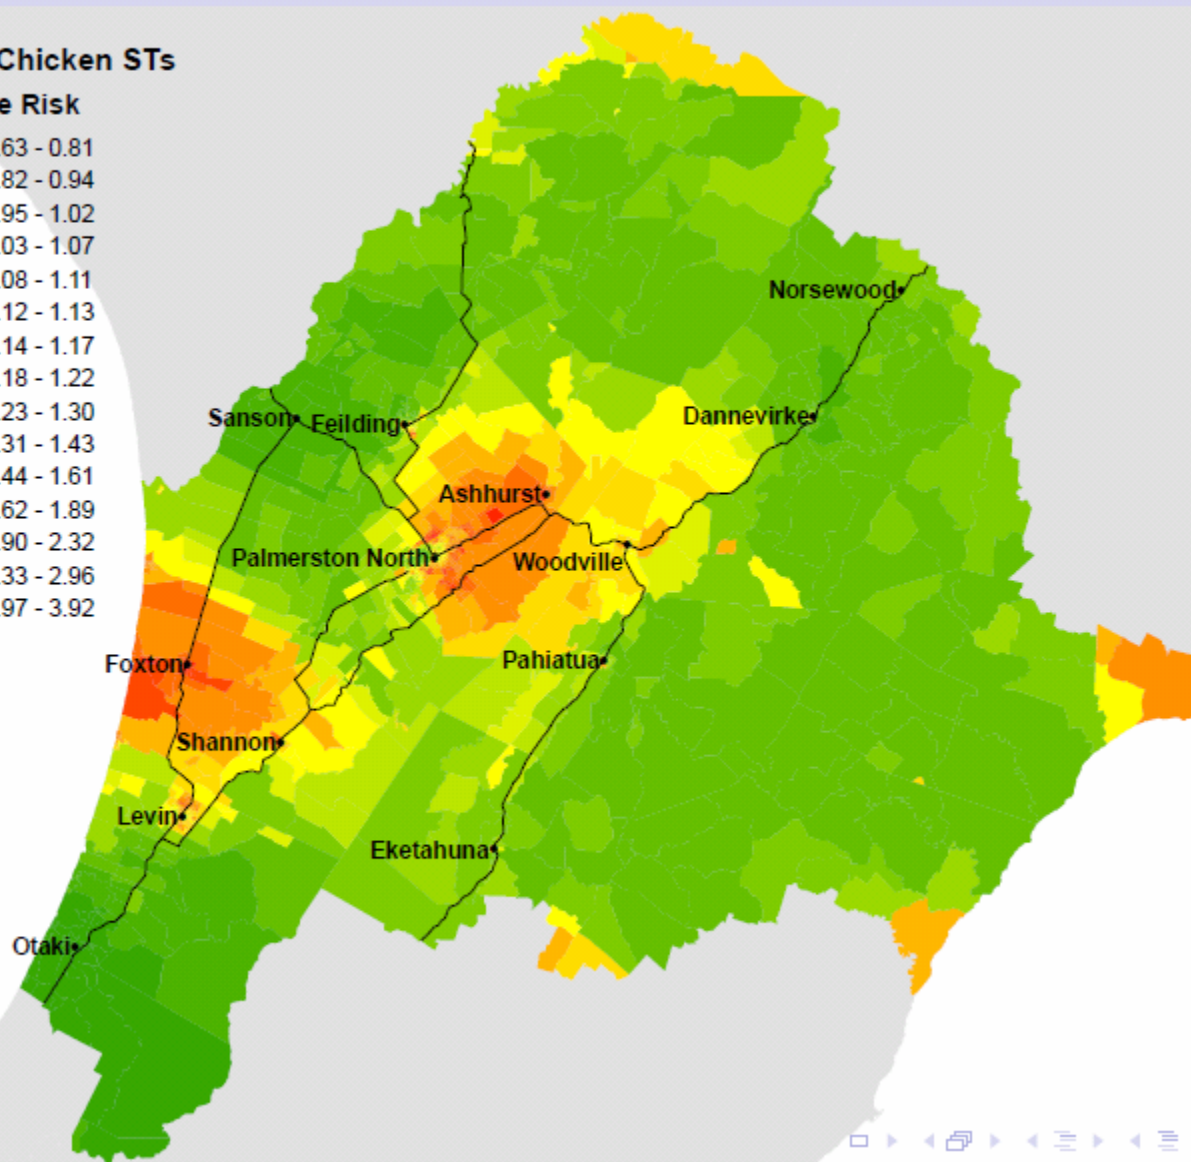 Chicken STs
e Risk
.63 - 0.81
.82 - 0.94
.95 - 1.02
.03 - 1.07
.08 - 1.11
.12 - 1.13
.14 - 1.17
.18 - 1.22
.23 - 1.30
.31 - 1.43
.44 - 1.61
.62 - 1.89
.90 - 2.32
.33 - 2.96
.97 - 3.92
Norsewood
Sanson
Feilding
Dannevirke
Ashhurst
Palmerston North
Woodville
Foxton
Pahiatua
Shannon
Levin
Eketahuna
Otaki